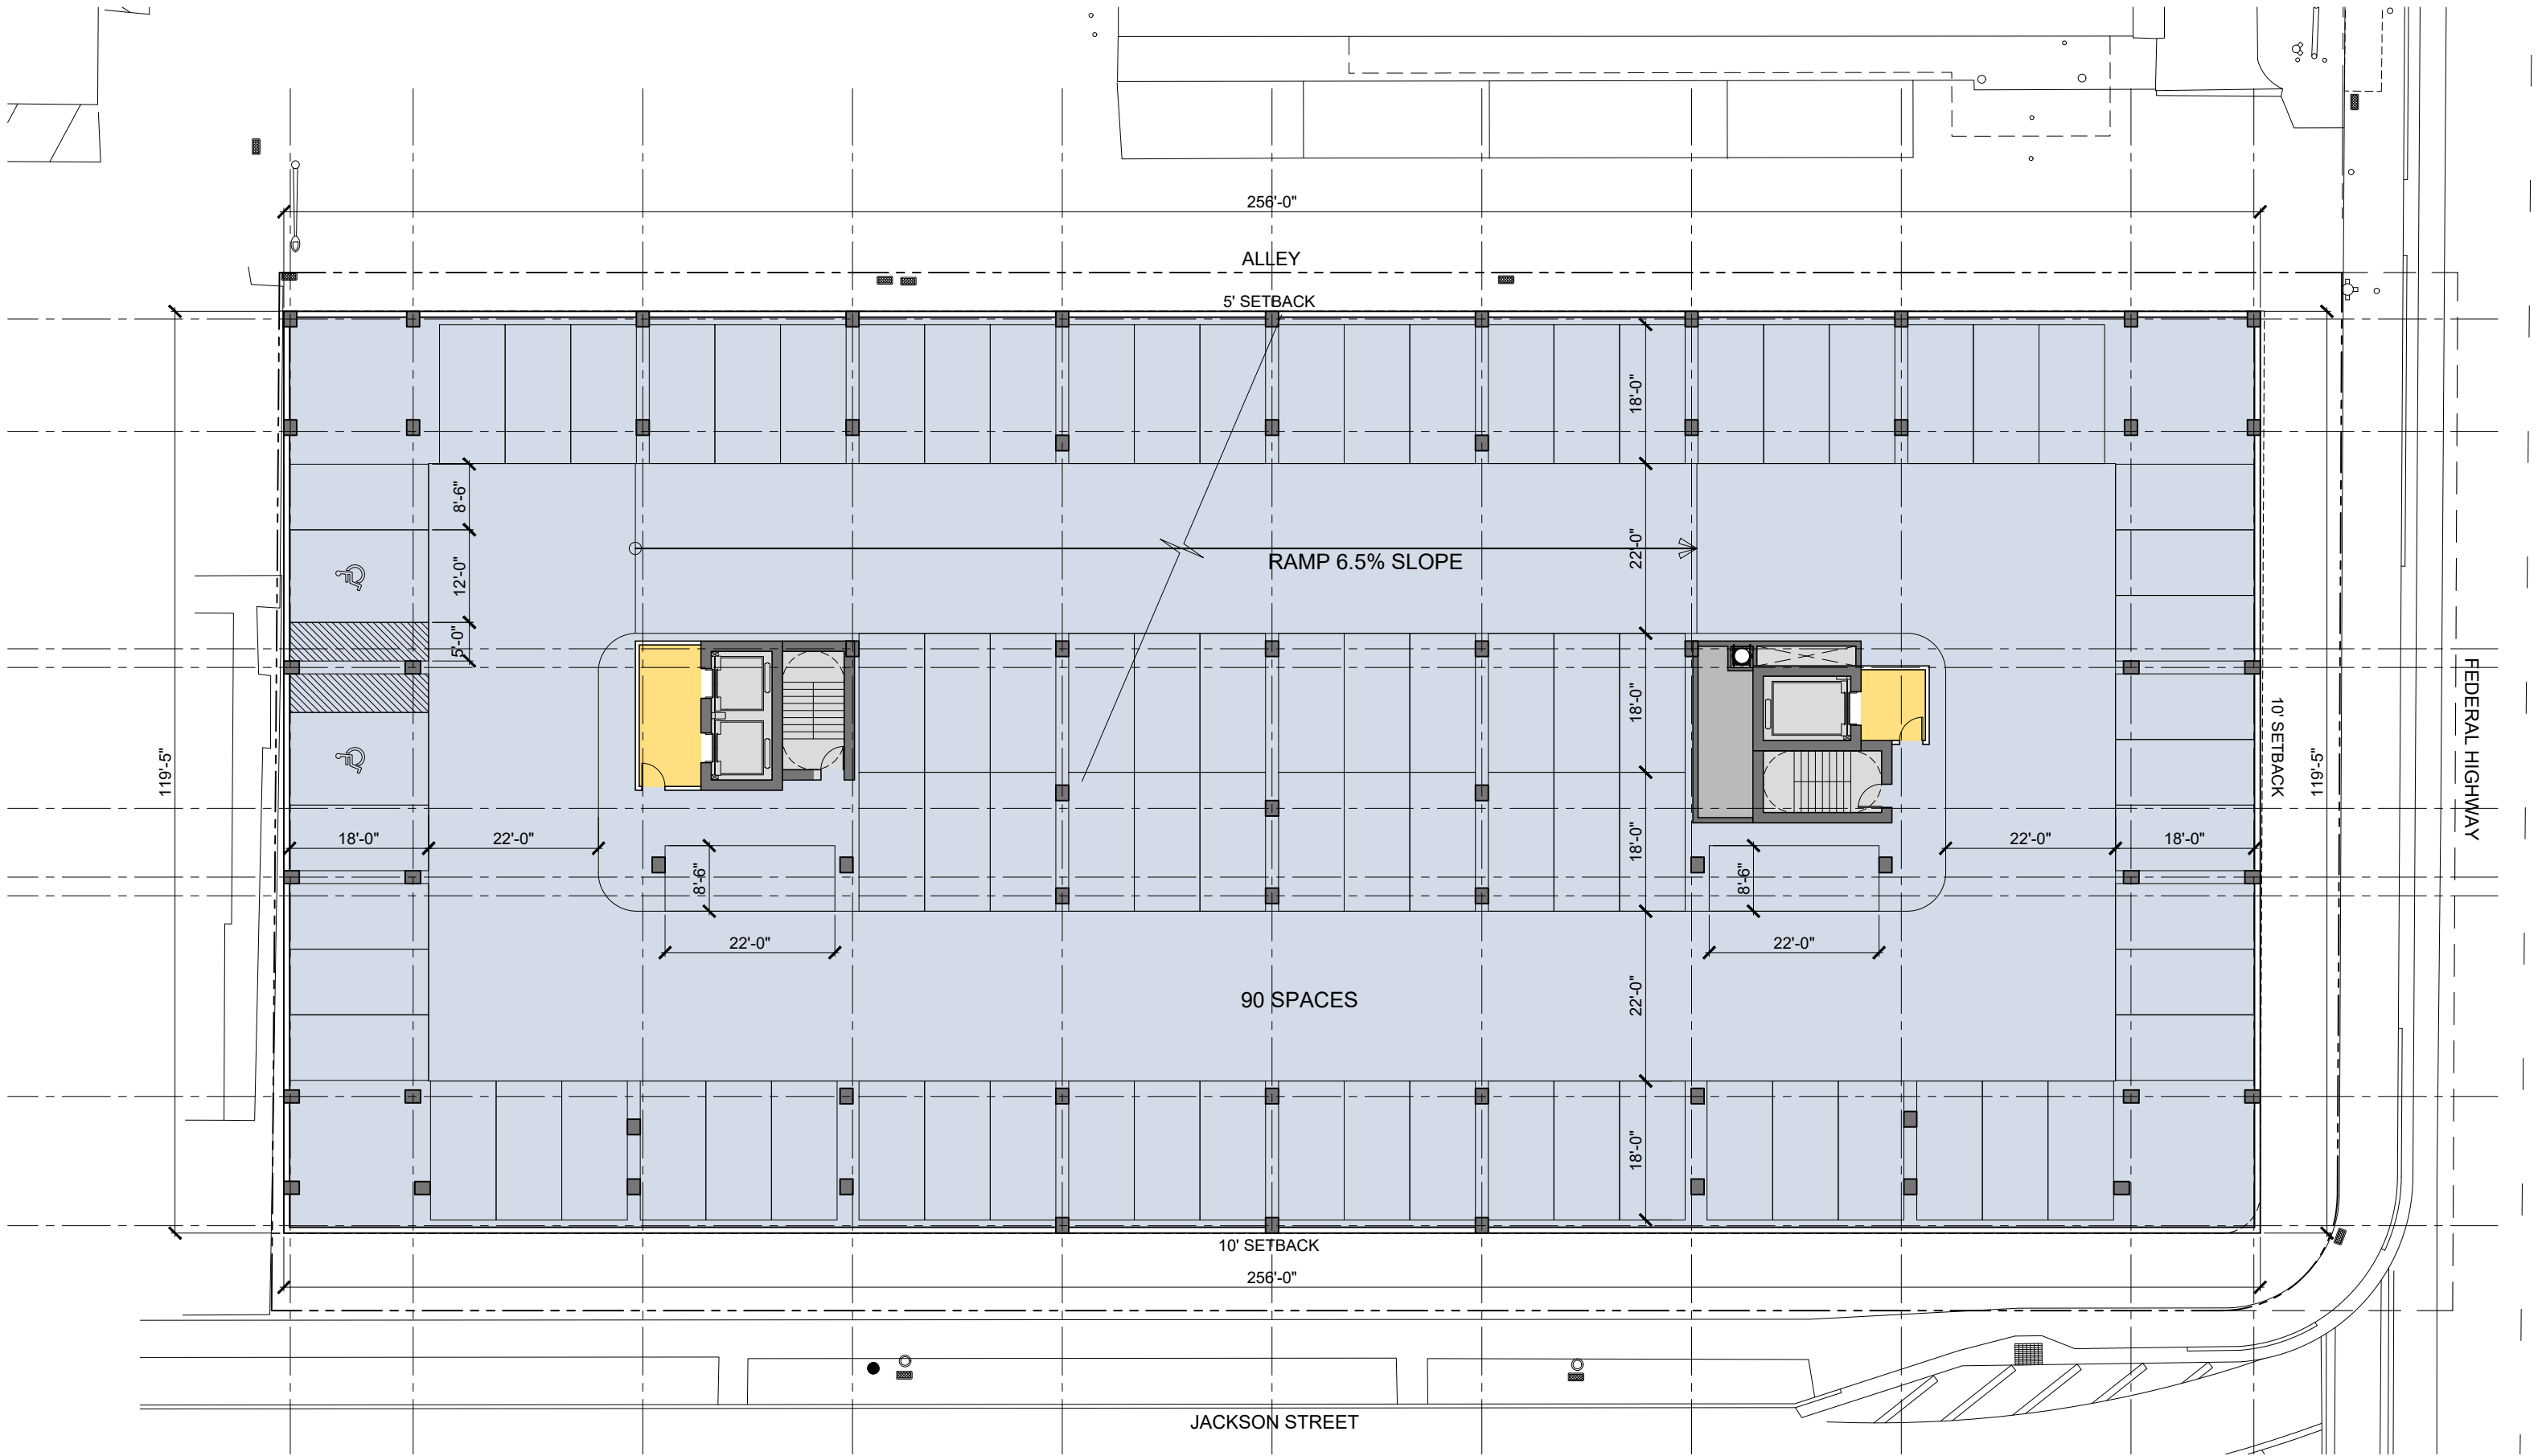 256'-0"
ALLEY
5' SETBACK
18'-0"
8'-6"
12'-0"
5'-0"
22'-0"
RAMP 6.5% SLOPE
18'-0"
119'-5"
FEDERAL HIGHWAY
10' SETBACK
119'-5"
18'-0"
22'-0"
18'-0"
22'-0"
18'-0"
8'-6"
8'-6"
22'-0"
22'-0"
22'-0"
90 SPACES
18'-0"
10' SETBACK
256'-0"
JACKSON STREET